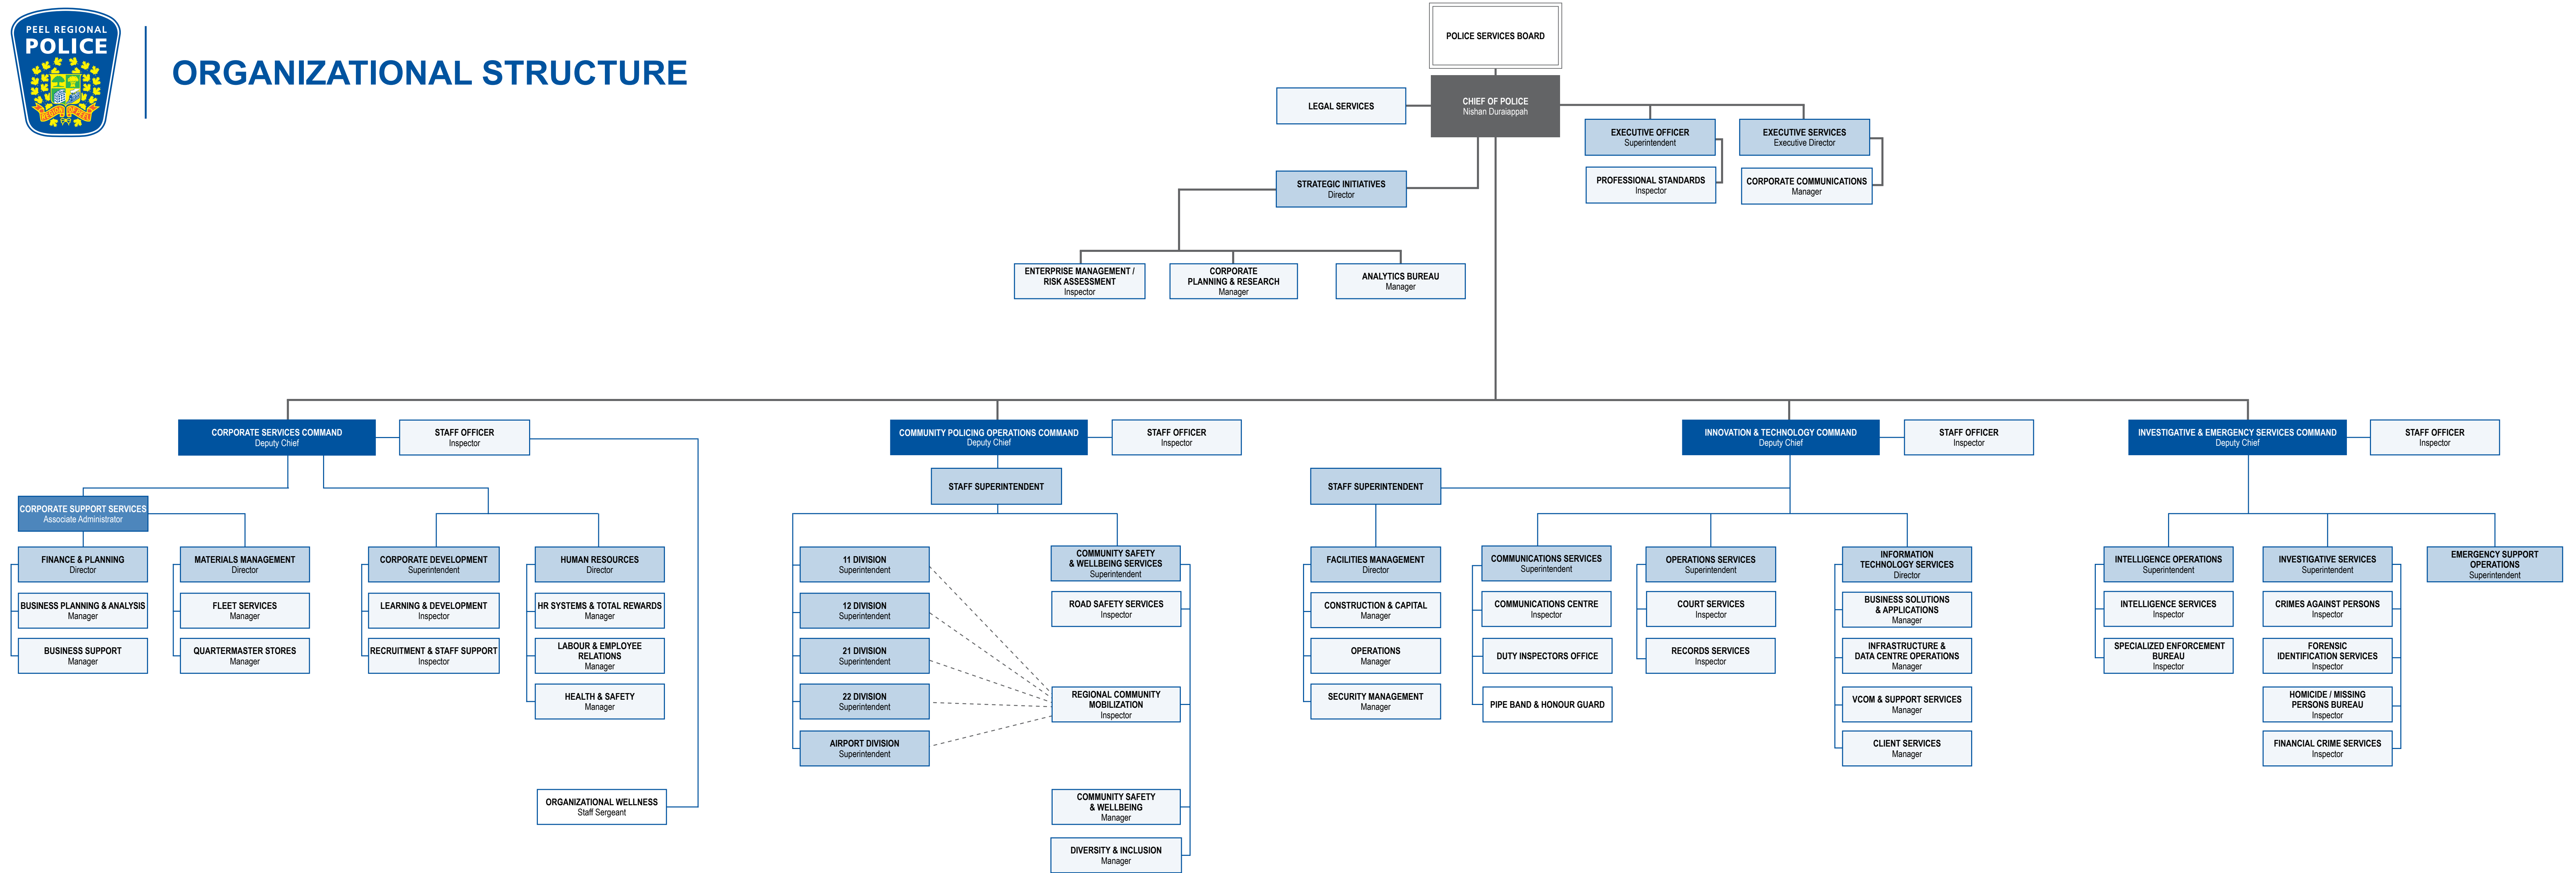 PEEL REGIONAL
POLICE
ORGANIZATIONAL STRUCTURE
POLICE SERVICES BOARD
LEGAL SERVICES
CHIEF OF POLICE
Nishan Duraiappah
EXECUTIVE OFFICER
Superintendent
EXECUTIVE SERVICES
Executive Director
STRATEGIC INITIATIVES
Director
PROFESSIONAL STANDARDS
Inspector
CORPORATE COMMUNICATIONS
Manager
ENTERPRISE MANAGEMENT /
RISK ASSESSMENT
Inspector
CORPORATE
PLANNING & RESEARCH
Manager
ANALYTICS BUREAU
Manager
CORPORATE SERVICES COMMAND
Deputy Chief
STAFF OFFICER
Inspector
COMMUNITY POLICING OPERATIONS COMMAND
Deputy Chief
STAFF OFFICER
Inspector
INNOVATION & TECHNOLOGY COMMAND
Deputy Chief
STAFF OFFICER
Inspector
INVESTIGATIVE & EMERGENCY SERVICES COMMAND
Deputy Chief
STAFF OFFICER
Inspector
CORPORATE SUPPORT SERVICES
Associate Administrator
FINANCE & PLANNING
Director
BUSINESS PLANNING & ANALYSIS
Manager
BUSINESS SUPPORT
Manager
MATERIALS MANAGEMENT
Director
FLEET SERVICES
Manager
QUARTERMASTER STORES
Manager
CORPORATE DEVELOPMENT
Superintendent
LEARNING & DEVELOPMENT
Inspector
RECRUITMENT & STAFF SUPPORT
Inspector
HUMAN RESOURCES
Director
HR SYSTEMS & TOTAL REWARDS
Manager
LABOUR & EMPLOYEE
RELATIONS
Manager
HEALTH & SAFETY
Manager
ORGANIZATIONAL WELLNESS
Staff Sergeant
STAFF SUPERINTENDENT
11 DIVISION
Superintendent
12 DIVISION
Superintendent
21 DIVISION
Superintendent
22 DIVISION
Superintendent
AIRPORT DIVISION
Superintendent
COMMUNITY SAFETY
& WELLBEING SERVICES
Superintendent
ROAD SAFETY SERVICES
Inspector
REGIONAL COMMUNITY
MOBILIZATION
Inspector
COMMUNITY SAFETY
& WELLBEING
Manager
DIVERSITY & INCLUSION
Manager
STAFF SUPERINTENDENT
FACILITIES MANAGEMENT
Director
CONSTRUCTION & CAPITAL
Manager
OPERATIONS
Manager
SECURITY MANAGEMENT
Manager
COMMUNICATIONS SERVICES
Superintendent
COMMUNICATIONS CENTRE
Inspector
DUTY INSPECTORS OFFICE
PIPE BAND & HONOUR GUARD
OPERATIONS SERVICES
Superintendent
COURT SERVICES
Inspector
RECORDS SERVICES
Inspector
INFORMATION
TECHNOLOGY SERVICES
Director
BUSINESS SOLUTIONS
& APPLICATIONS
Manager
INFRASTRUCTURE &
DATA CENTRE OPERATIONS
Manager
VCOM & SUPPORT SERVICES
Manager
CLIENT SERVICES
Manager
INTELLIGENCE OPERATIONS
Superintendent
INTELLIGENCE SERVICES
Inspector
SPECIALIZED ENFORCEMENT
BUREAU
Inspector
INVESTIGATIVE SERVICES
Superintendent
CRIMES AGAINST PERSONS
Inspector
FORENSIC
IDENTIFICATION SERVICES
Inspector
HOMICIDE / MISSING
PERSONS BUREAU
Inspector
FINANCIAL CRIME SERVICES
Inspector
EMERGENCY SUPPORT
OPERATIONS
Superintendent